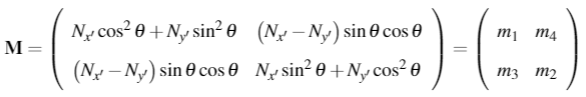 M = ( N_{x'} cos² θ + N_{y'} sin² θ (N_{x'} − N_{y'}) sin θ cos θ ; (N_{x'} − N_{y'}) sin θ cos θ N_{x'} sin² θ + N_{y'} cos² θ ) = ( m₁ m₄ ; m₃ m₂ )